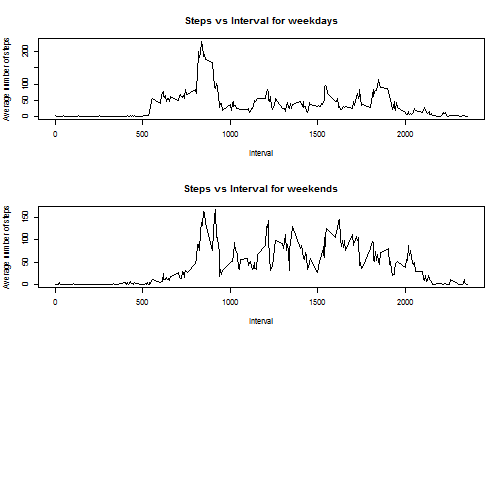 Steps vs Interval for weekdays
Average number of steps
0 50 100 200
0 500 1000 1500 2000
Interval
Steps vs Interval for weekends
Average number of steps
0 50 100 150
0 500 1000 1500 2000
Interval